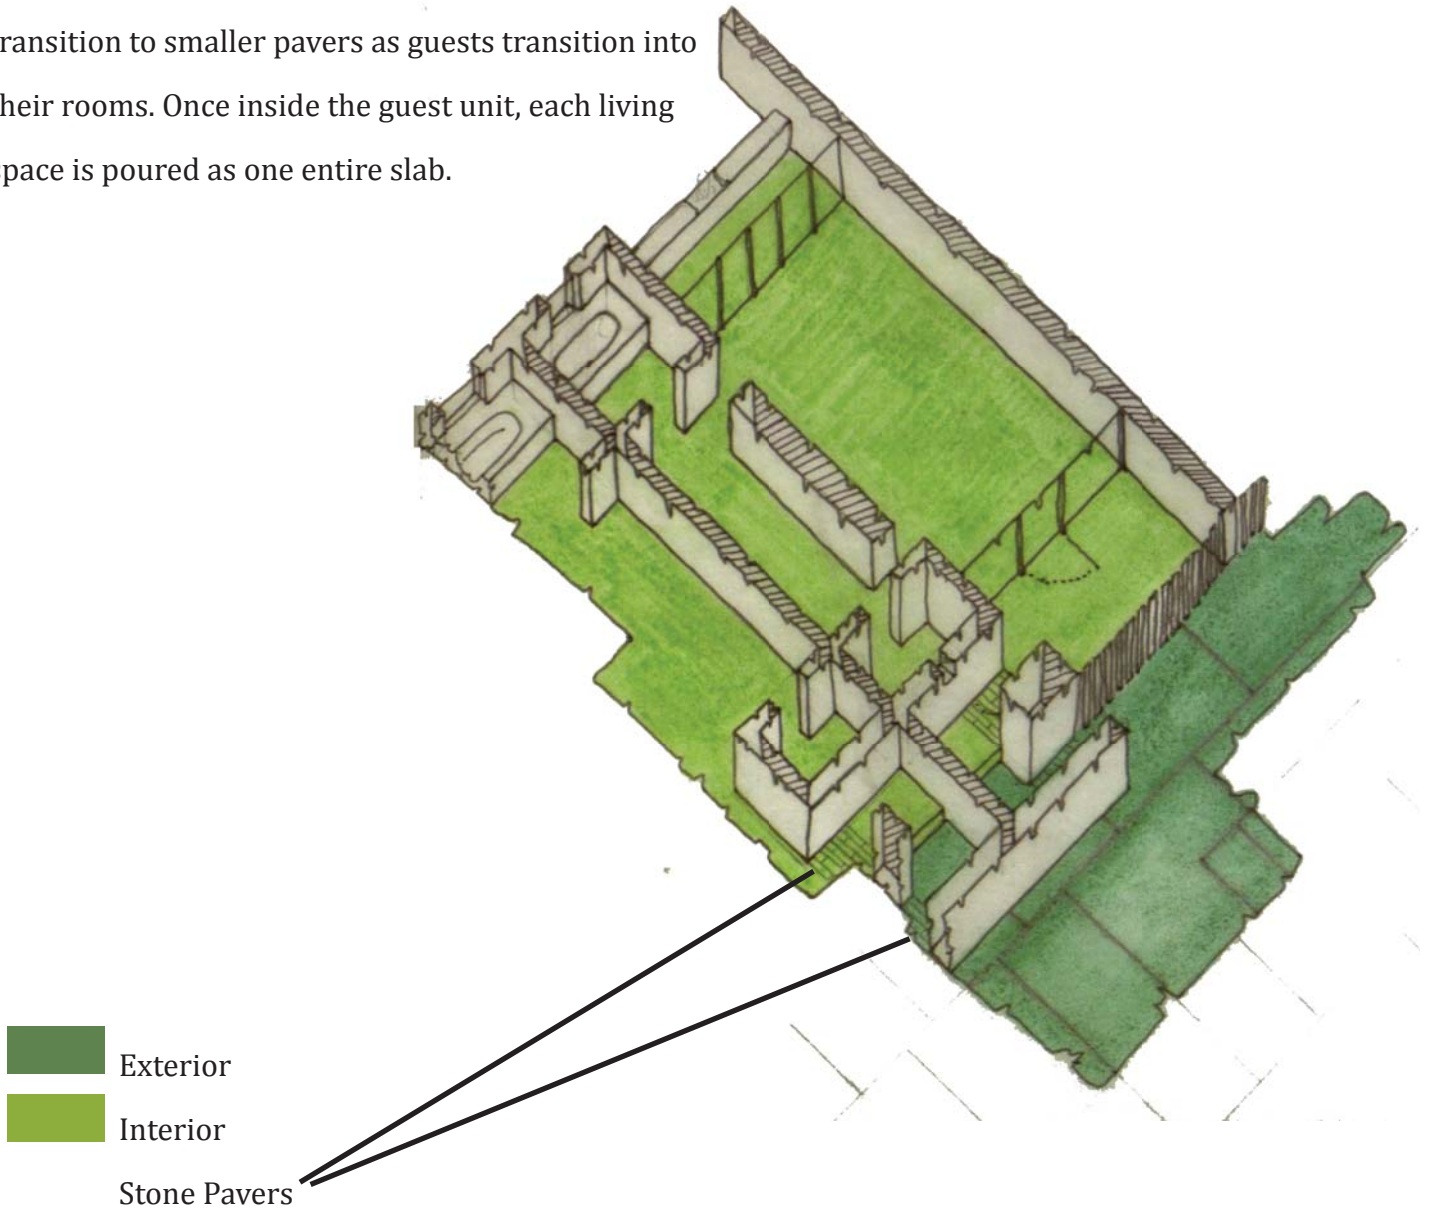 ransition to smaller pavers as guests transition into
heir rooms. Once inside the guest unit, each living
space is poured as one entire slab.
Exterior
Interior
Stone Pavers